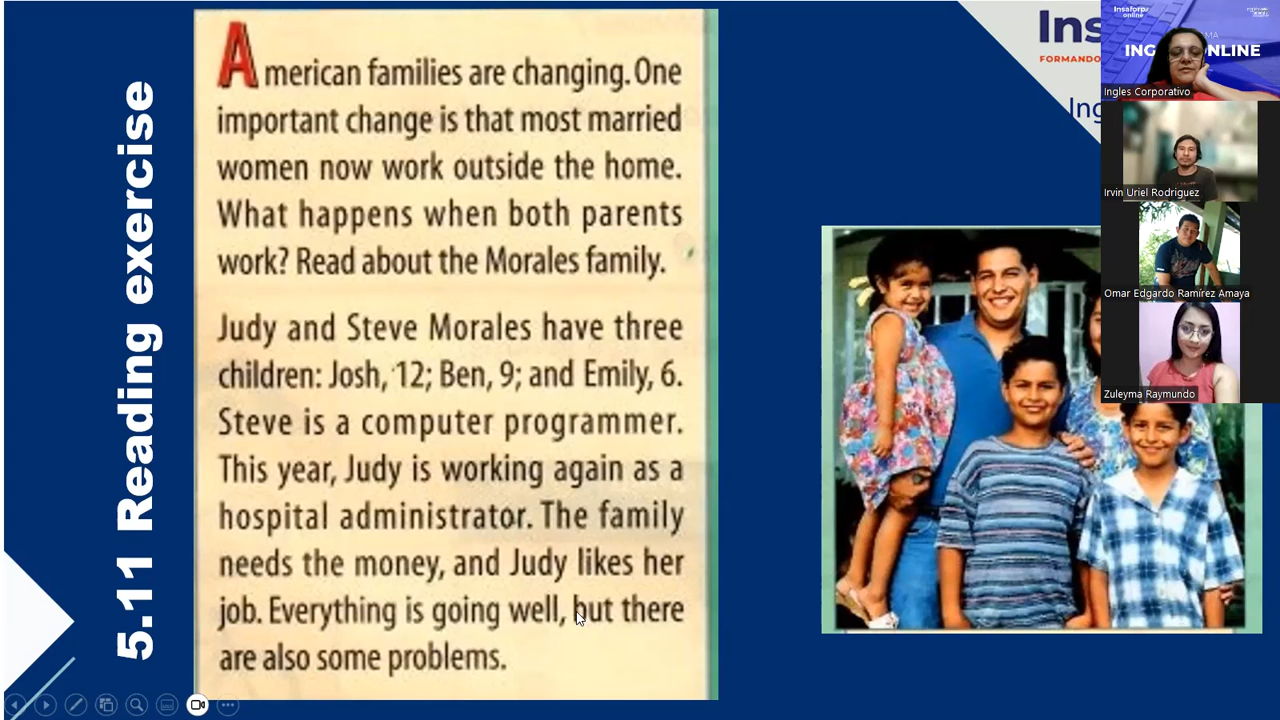 5.11 Reading exercise
American families are changing. One
important change is that most married
women now work outside the home.
What happens when both parents
work? Read about the Morales family.
Judy and Steve Morales have three
children: Josh, 12; Ben, 9; and Emily, 6.
Steve is a computer programmer.
This year, Judy is working again as a
hospital administrator. The family
needs the money, and Judy likes her
job. Everything is going well, but there
are also some problems.
Ins
FORMANDO
Ing
Insaforp
online
ING
NLINE
Ingles Corporativo
Irvin Uriel Rodriguez
Omar Edgardo Ramírez Amaya
Zuleyma Raymundo